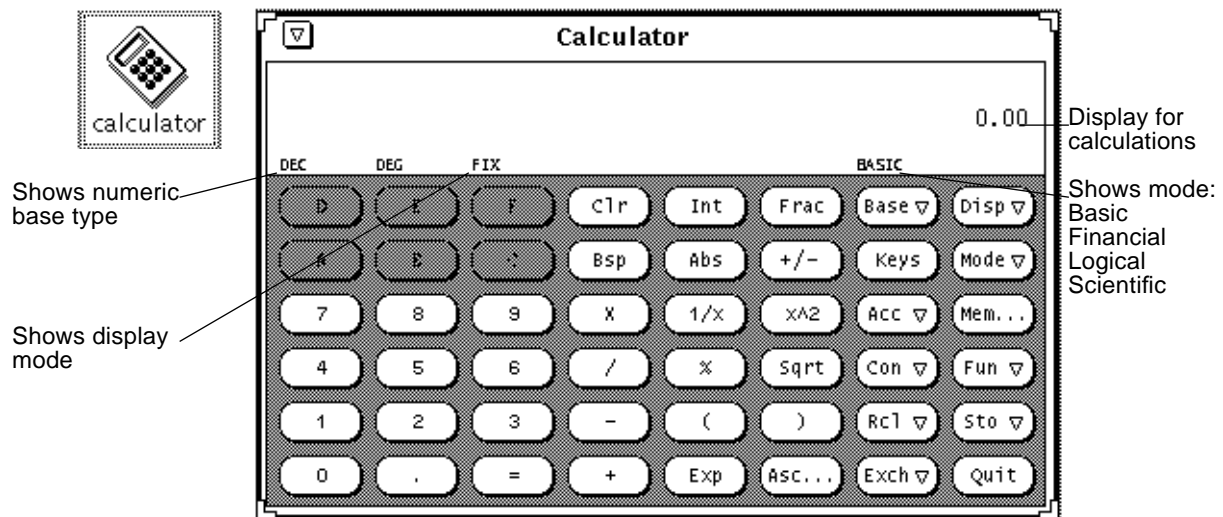 Calculator
calculator
0.00
Display for
calculations
DEC DEG FIX BASIC
Shows numeric
base type
Shows mode:
Basic
Financial
Logical
Scientific
Shows display
mode
D E F Clr Int Frac Base Disp
A B C Bsp Abs +/- Keys Mode
7 8 9 X 1/x x^2 Acc Mem...
4 5 6 / % Sqrt Con Fun
1 2 3 - ( ) Rcl Sto
0 . = + Exp Asc... Exch Quit